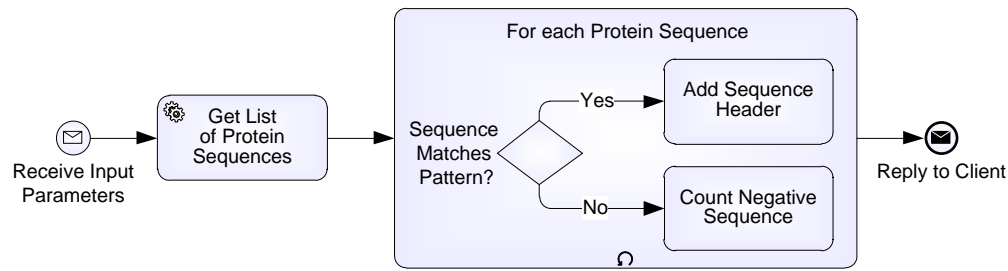 For each Protein Sequence
Receive Input
Parameters
Get List
of Protein
Sequences
Sequence
Matches
Pattern?
Yes
Add Sequence
Header
No
Count Negative
Sequence
Reply to Client